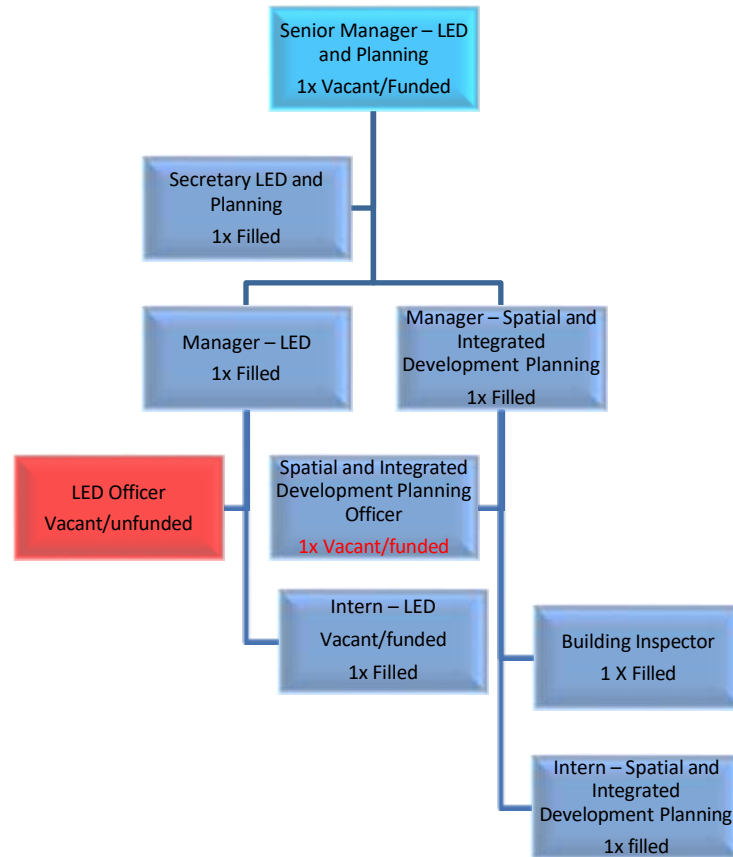 Senior Manager – LED
and Planning
1x Vacant/Funded
Secretary LED and
Planning
1x Filled
Manager – LED
1x Filled
Manager – Spatial and
Integrated
Development Planning
1x Filled
LED Officer
Vacant/unfunded
Spatial and Integrated
Development Planning
Officer
1x Vacant/funded
Intern – LED
Vacant/funded
1x Filled
Building Inspector
1 X Filled
Intern – Spatial and
Integrated
Development Planning
1x filled